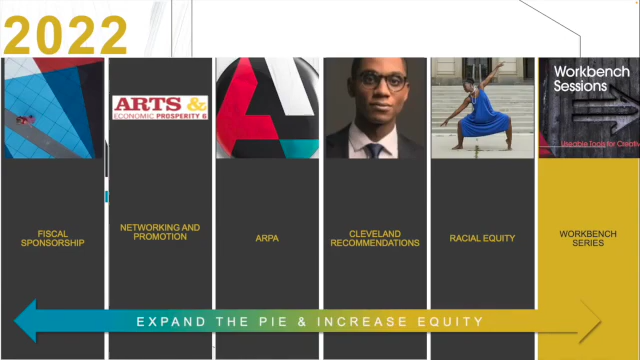 2022
ARTS &
ECONOMIC PROSPERITY 6
Workbench
Sessions
Useable Tools for Creativ
FISCAL
SPONSORSHIP
NETWORKING AND
PROMOTION
ARPA
CLEVELAND
RECOMMENDATIONS
RACIAL EQUITY
WORKBENCH
SERIES
EXPAND THE PIE & INCREASE EQUITY